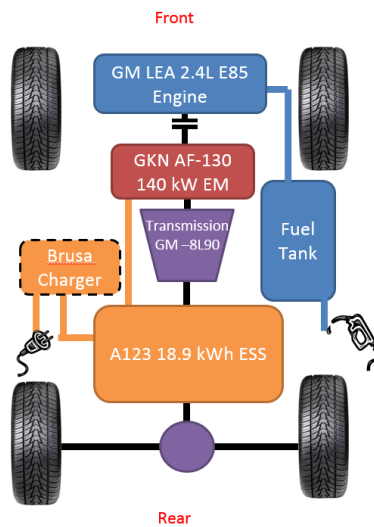 Front
GM LEA 2.4L E85
Engine
GKN AF-130
140 kW EM
Transmission
GM –8L90
Fuel
Tank
Brusa
Charger
A123 18.9 kWh ESS
Rear